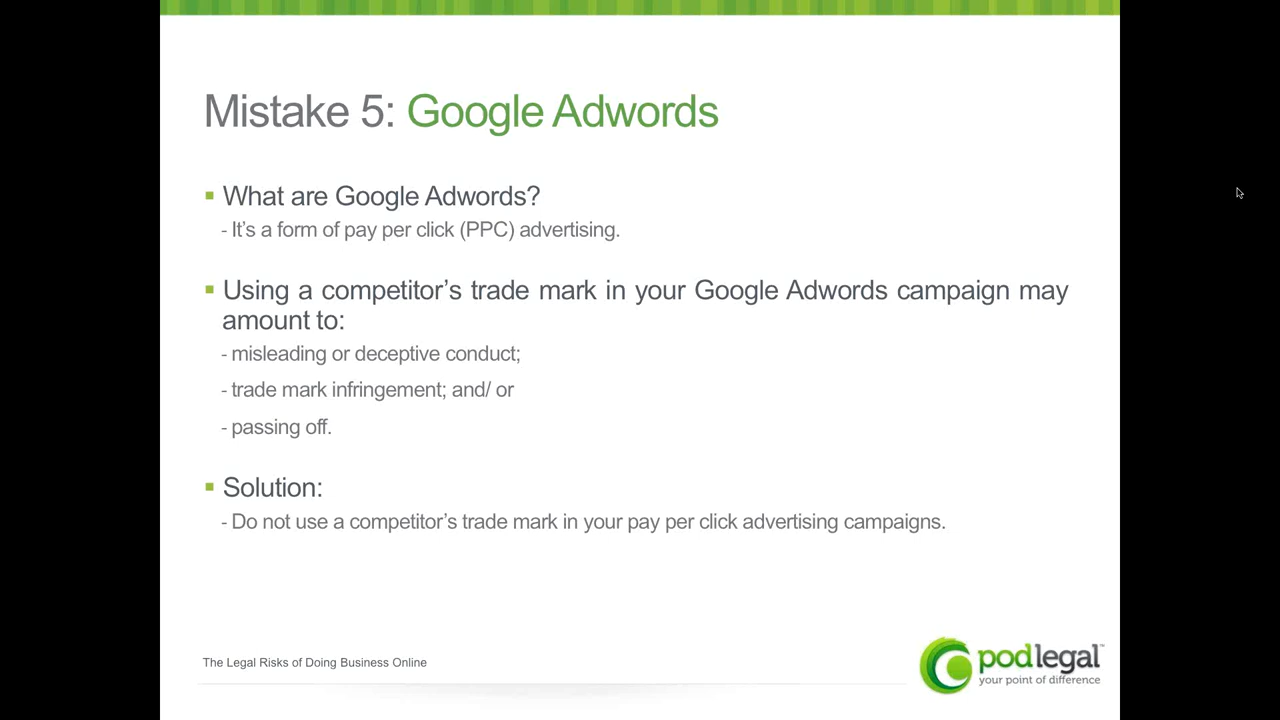 Mistake 5: Google Adwords
▪ What are Google Adwords?
- It's a form of pay per click (PPC) advertising.
▪ Using a competitor's trade mark in your Google Adwords campaign may
amount to:
- misleading or deceptive conduct;
- trade mark infringement; and/ or
- passing off.
▪ Solution:
- Do not use a competitor's trade mark in your pay per click advertising campaigns.
The Legal Risks of Doing Business Online
podlegal™
your point of difference